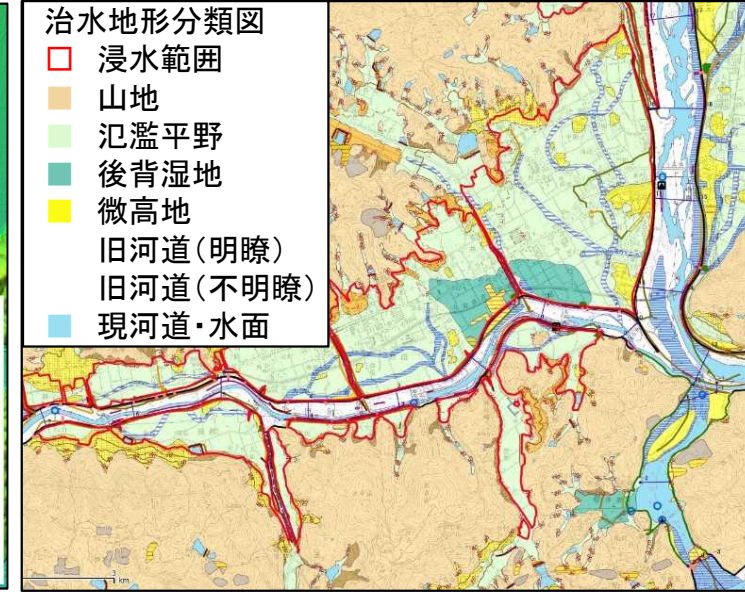 治水地形分類図
浸水範囲
山地
氾濫平野
後背湿地
微高地
旧河道(明瞭)
旧河道(不明瞭)
現河道・水面
3
km